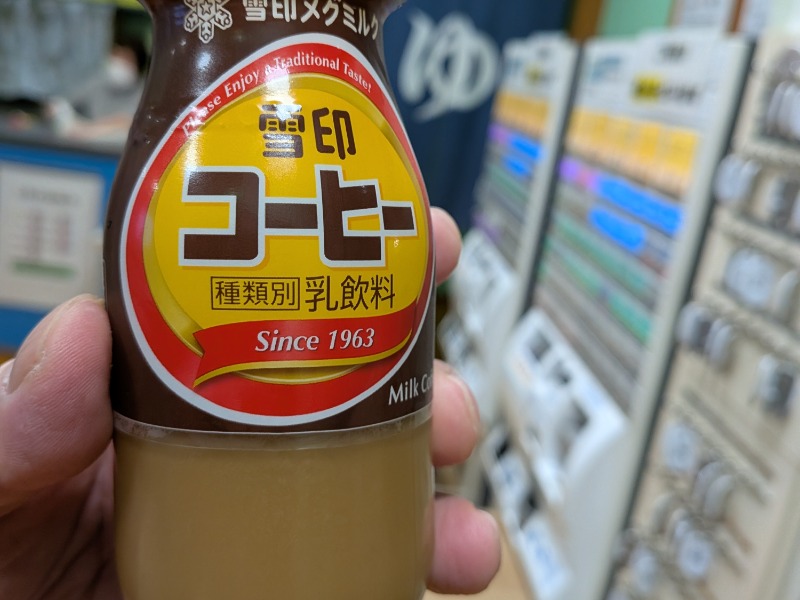 雪印メグミルク
Please Enjoy a Traditional Taste!
雪印
コーヒー
種類別 乳飲料
Since 1963
Milk
ゆ